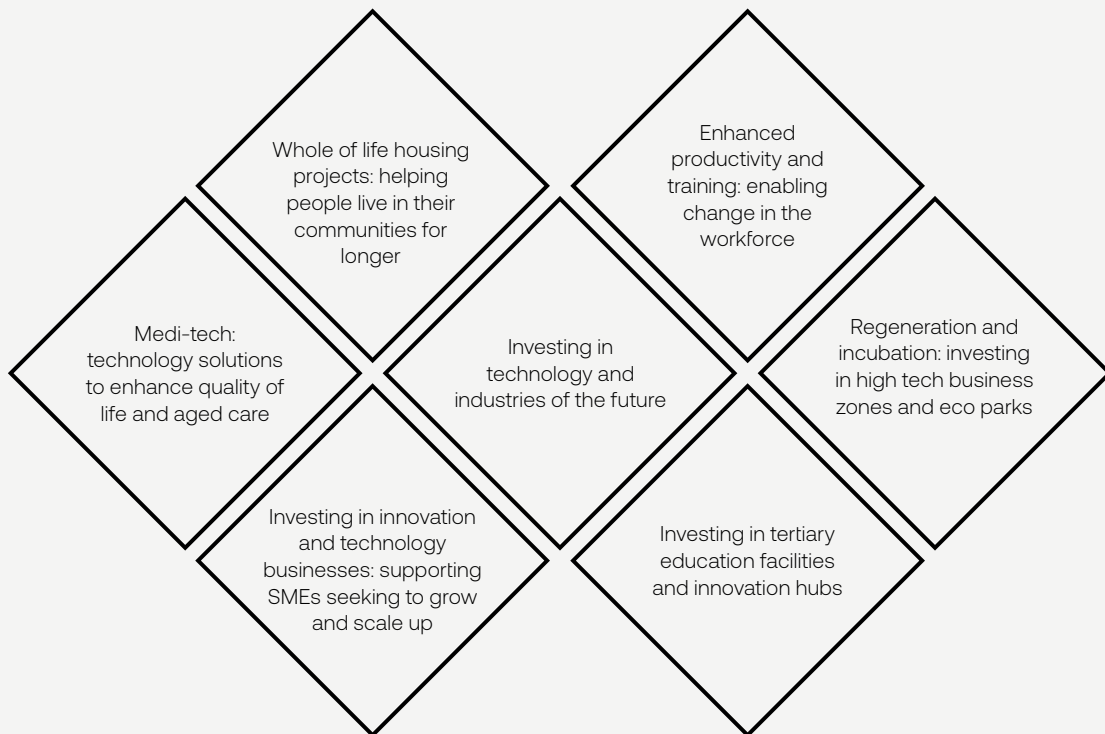 Whole of life housing
projects: helping
people live in their
communities for
longer
Enhanced
productivity and
training: enabling
change in the
workforce
Medi-tech:
technology solutions
to enhance quality of
life and aged care
Investing in
technology and
industries of the future
Regeneration and
incubation: investing
in high tech business
zones and eco parks
Investing in innovation
and technology
businesses: supporting
SMEs seeking to grow
and scale up
Investing in tertiary
education facilities
and innovation hubs